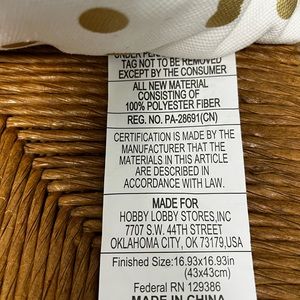 UNDER PEN
TAG NOT TO BE REMOVED
EXCEPT BY THE CONSUMER
ALL NEW MATERIAL
CONSISTING OF
100% POLYESTER FIBER
REG. NO. PA-28691(CN)
CERTIFICATION IS MADE BY THE
MANUFACTURER THAT THE
MATERIALS IN THIS ARTICLE
ARE DESCRIBED IN
ACCORDANCE WITH LAW.
MADE FOR
HOBBY LOBBY STORES,INC
7707 S.W. 44TH STREET
OKLAHOMA CITY, OK 73179,USA
Finished Size:16.93x16.93in
(43x43cm)
Federal RN 129386
MADE IN CHINA